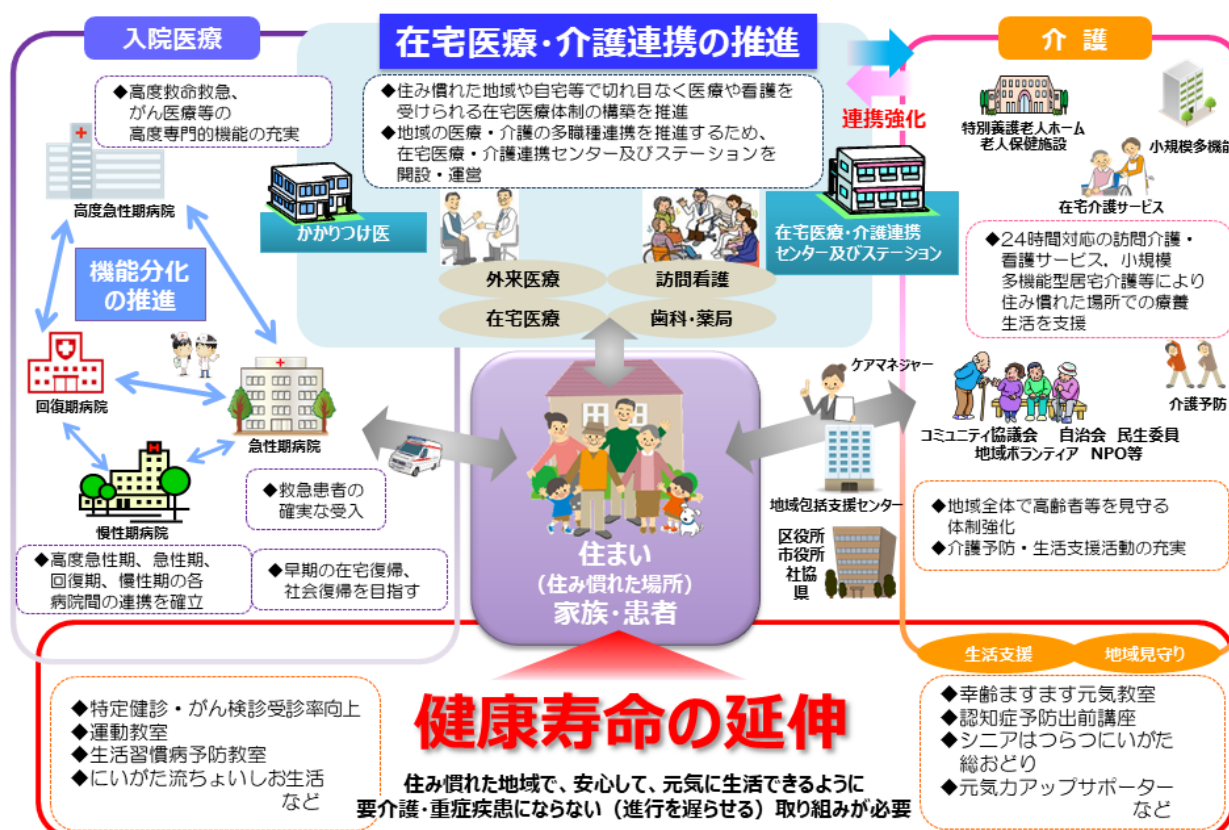 入院医療
在宅医療・介護連携の推進
介 護
◆高度救命救急、
がん医療等の
高度専門的機能の充実
高度急性期病院
◆住み慣れた地域や自宅等で切れ目なく医療や看護を
受けられる在宅医療体制の構築を推進
◆地域の医療・介護の多職種連携を推進するため、
在宅医療・介護連携センター及びステーションを
開設・運営
連携強化
特別養護老人ホーム
老人保健施設
小規模多機能
在宅介護サービス
かかりつけ医
在宅医療・介護連携
センター及びステーション
外来医療
訪問看護
在宅医療
歯科・薬局
機能分化
の推進
回復期病院
急性期病院
慢性期病院
◆24時間対応の訪問介護・
看護サービス、小規模
多機能型居宅介護等により
住み慣れた場所での療養
生活を支援
ケアマネジャー
介護予防
コミュニティ協議会 自治会 民生委員
地域ボランティア NPO等
◆救急患者の
確実な受入
地域包括支援センター
◆地域全体で高齢者等を見守る
体制強化
◆介護予防・生活支援活動の充実
区役所
市役所
社協
県
◆高度急性期、急性期、
回復期、慢性期の各
病院間の連携を確立
◆早期の在宅復帰、
社会復帰を目指す
住まい
(住み慣れた場所)
家族・患者
生活支援
地域見守り
◆特定健診・がん検診受診率向上
◆運動教室
◆生活習慣病予防教室
◆にいがた流ちょいしお生活
など
健康寿命の延伸
住み慣れた地域で、安心して、元気に生活できるように
要介護・重症疾患にならない（進行を遅らせる）取り組みが必要
◆幸齢ますます元気教室
◆認知症予防出前講座
◆シニアはつらつにいがた
総おどり
◆元気力アップサポーター
など